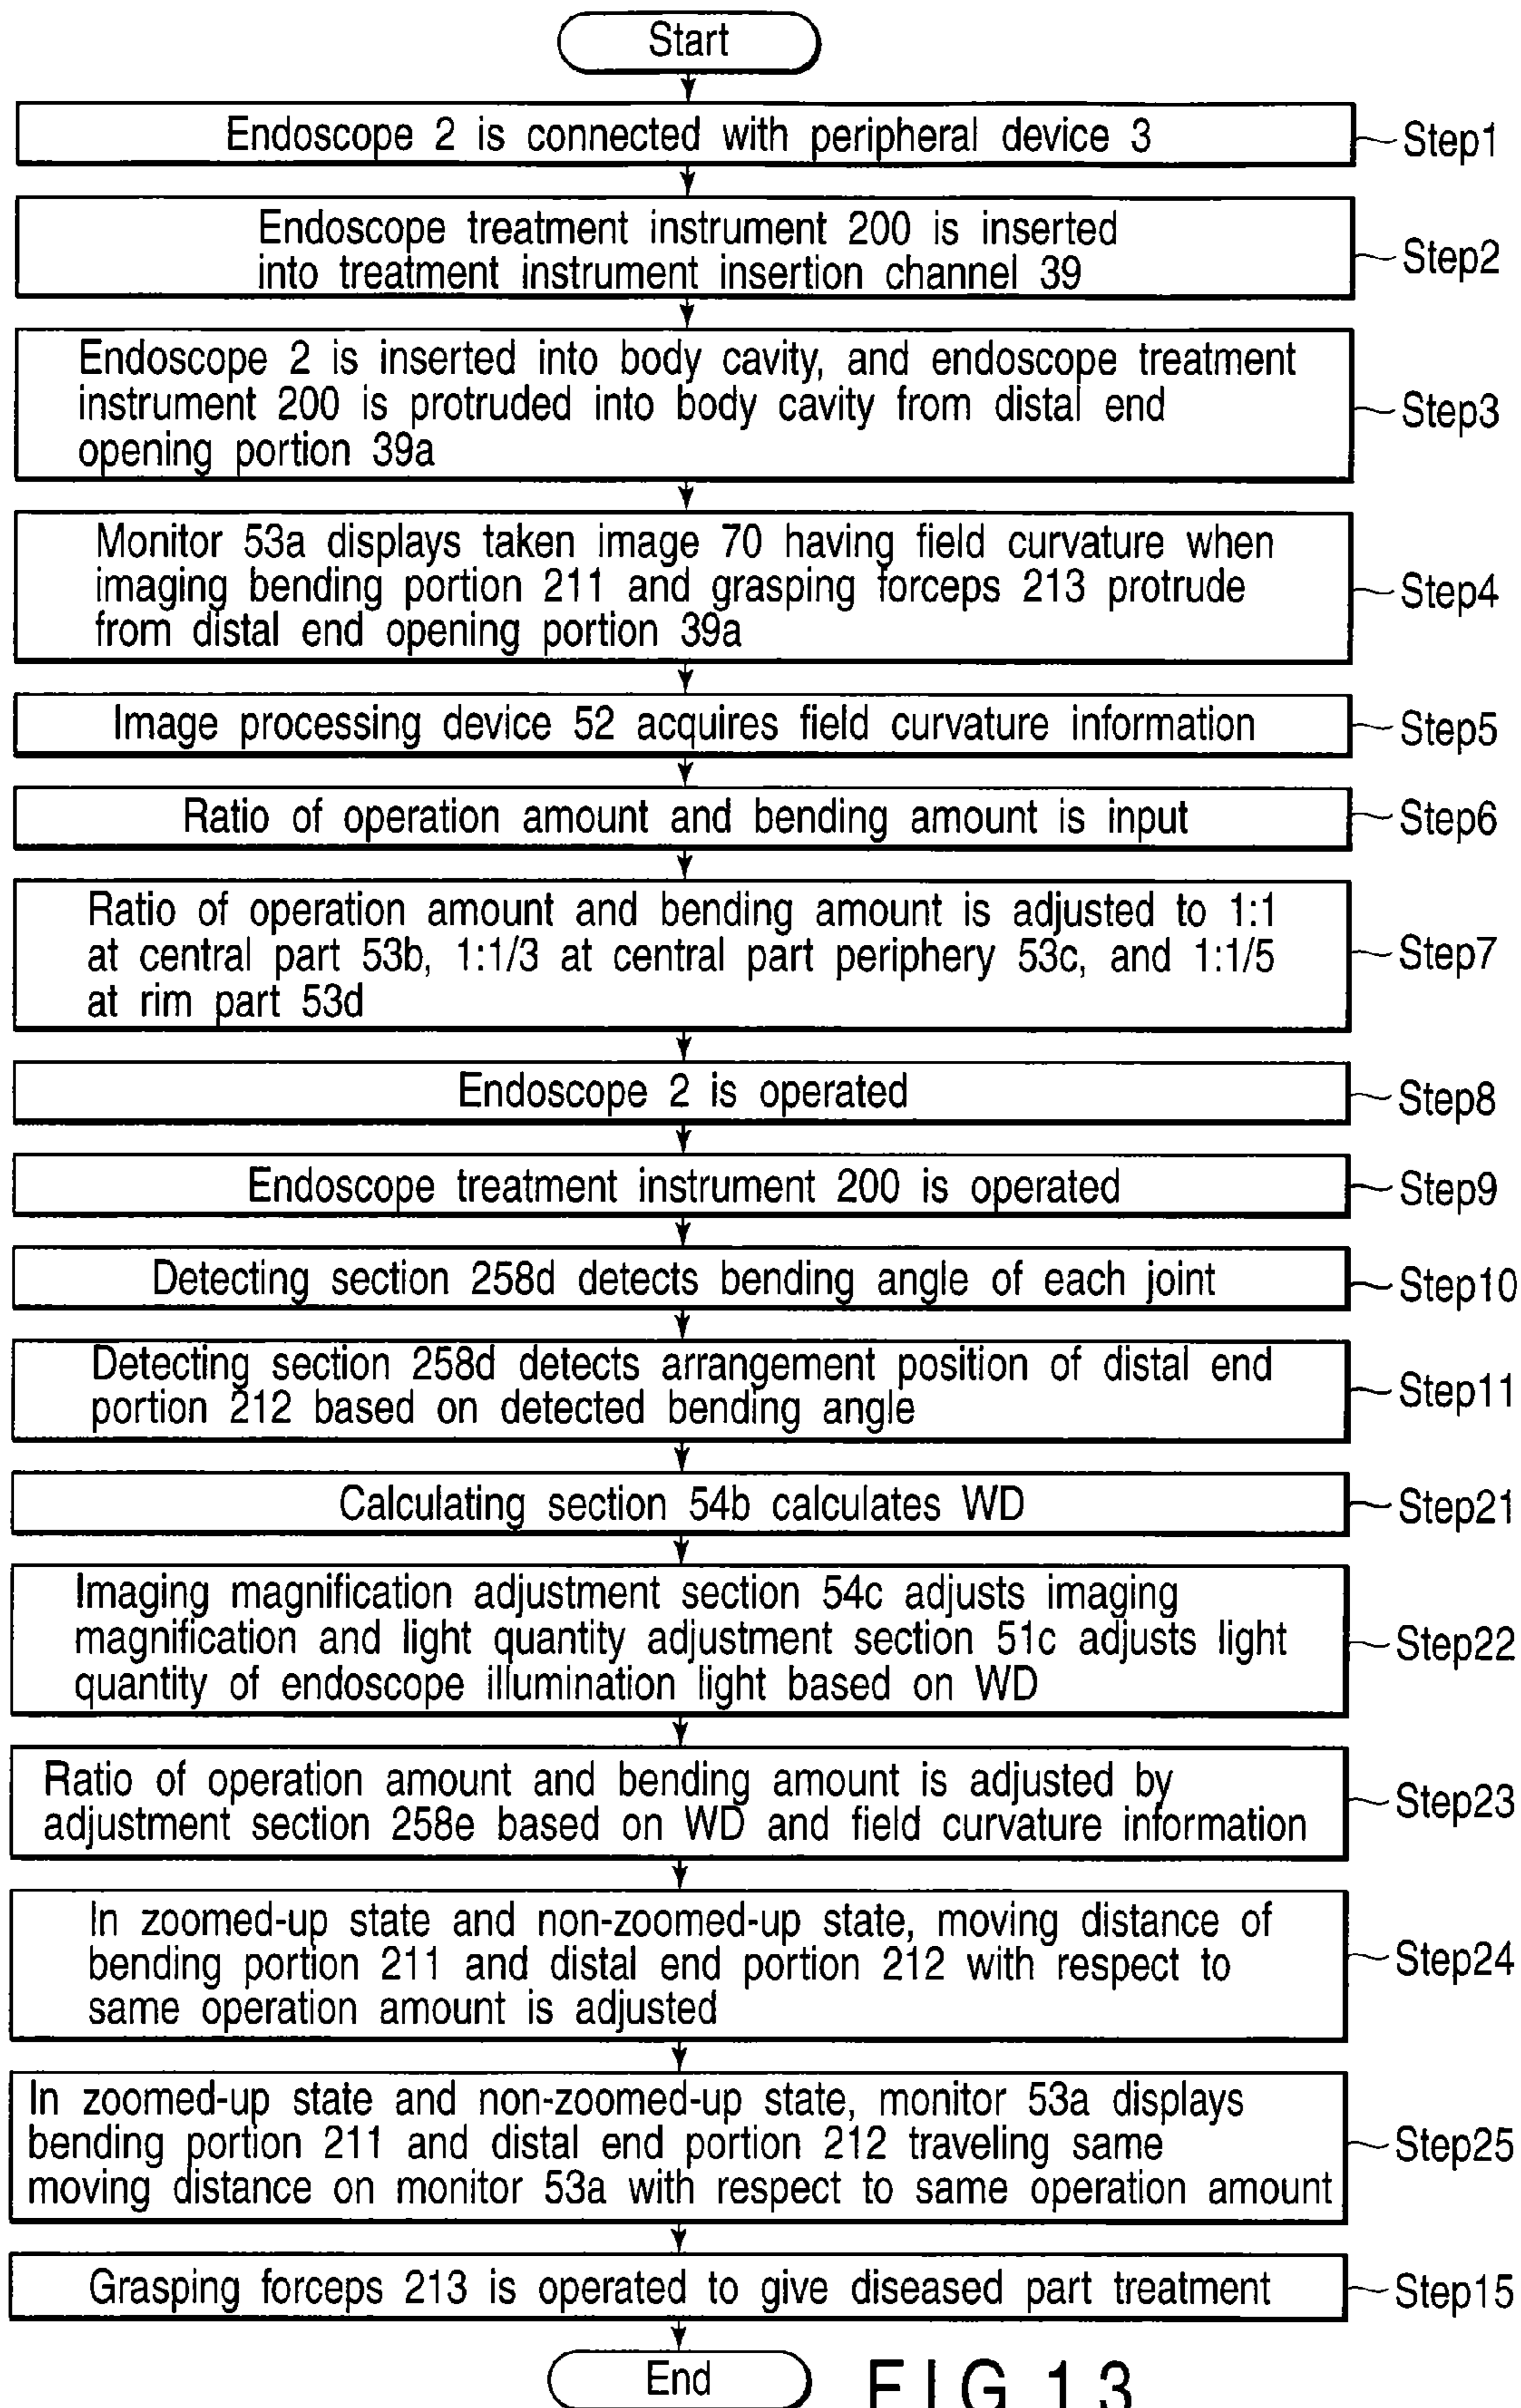 Start
Endoscope 2 is connected with peripheral device 3
Step1
Endoscope treatment instrument 200 is inserted
into treatment instrument insertion channel 39
Step2
Endoscope 2 is inserted into body cavity, and endoscope treatment
instrument 200 is protruded into body cavity from distal end
opening portion 39a
Step3
Monitor 53a displays taken image 70 having field curvature when
imaging bending portion 211 and grasping forceps 213 protrude
from distal end opening portion 39a
Step4
Image processing device 52 acquires field curvature information
Step5
Ratio of operation amount and bending amount is input
Step6
Ratio of operation amount and bending amount is adjusted to 1:1
at central part 53b, 1:1/3 at central part periphery 53c, and 1:1/5
at rim part 53d
Step7
Endoscope 2 is operated
Step8
Endoscope treatment instrument 200 is operated
Step9
Detecting section 258d detects bending angle of each joint
Step10
Detecting section 258d detects arrangement position of distal end
portion 212 based on detected bending angle
Step11
Calculating section 54b calculates WD
Step21
Imaging magnification adjustment section 54c adjusts imaging
magnification and light quantity adjustment section 51c adjusts light
quantity of endoscope illumination light based on WD
Step22
Ratio of operation amount and bending amount is adjusted by
adjustment section 258e based on WD and field curvature information
Step23
In zoomed-up state and non-zoomed-up state, moving distance of
bending portion 211 and distal end portion 212 with respect to
same operation amount is adjusted
Step24
In zoomed-up state and non-zoomed-up state, monitor 53a displays
bending portion 211 and distal end portion 212 traveling same
moving distance on monitor 53a with respect to same operation amount
Step25
Grasping forceps 213 is operated to give diseased part treatment
Step15
End
FIG.13